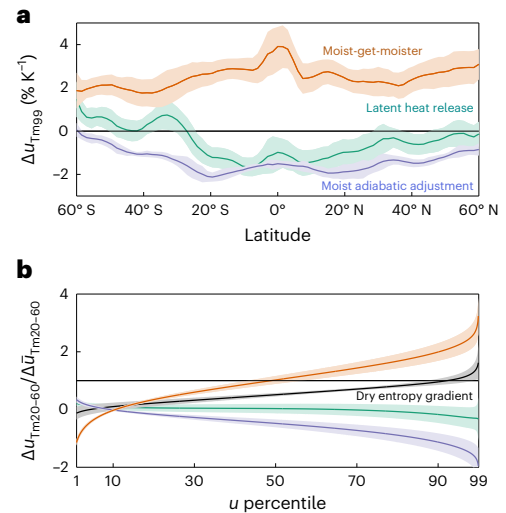 a
Δu_Tm99 (% K⁻¹)
4
2
0
−2
Moist-get-moister
Latent heat release
Moist adiabatic adjustment
60° S
40° S
20° S
0°
20° N
40° N
60° N
Latitude
b
Δu_Tm20–60/Δū_Tm20–60
4
2
0
−2
Dry entropy gradient
1
10
30
50
70
90
99
u percentile